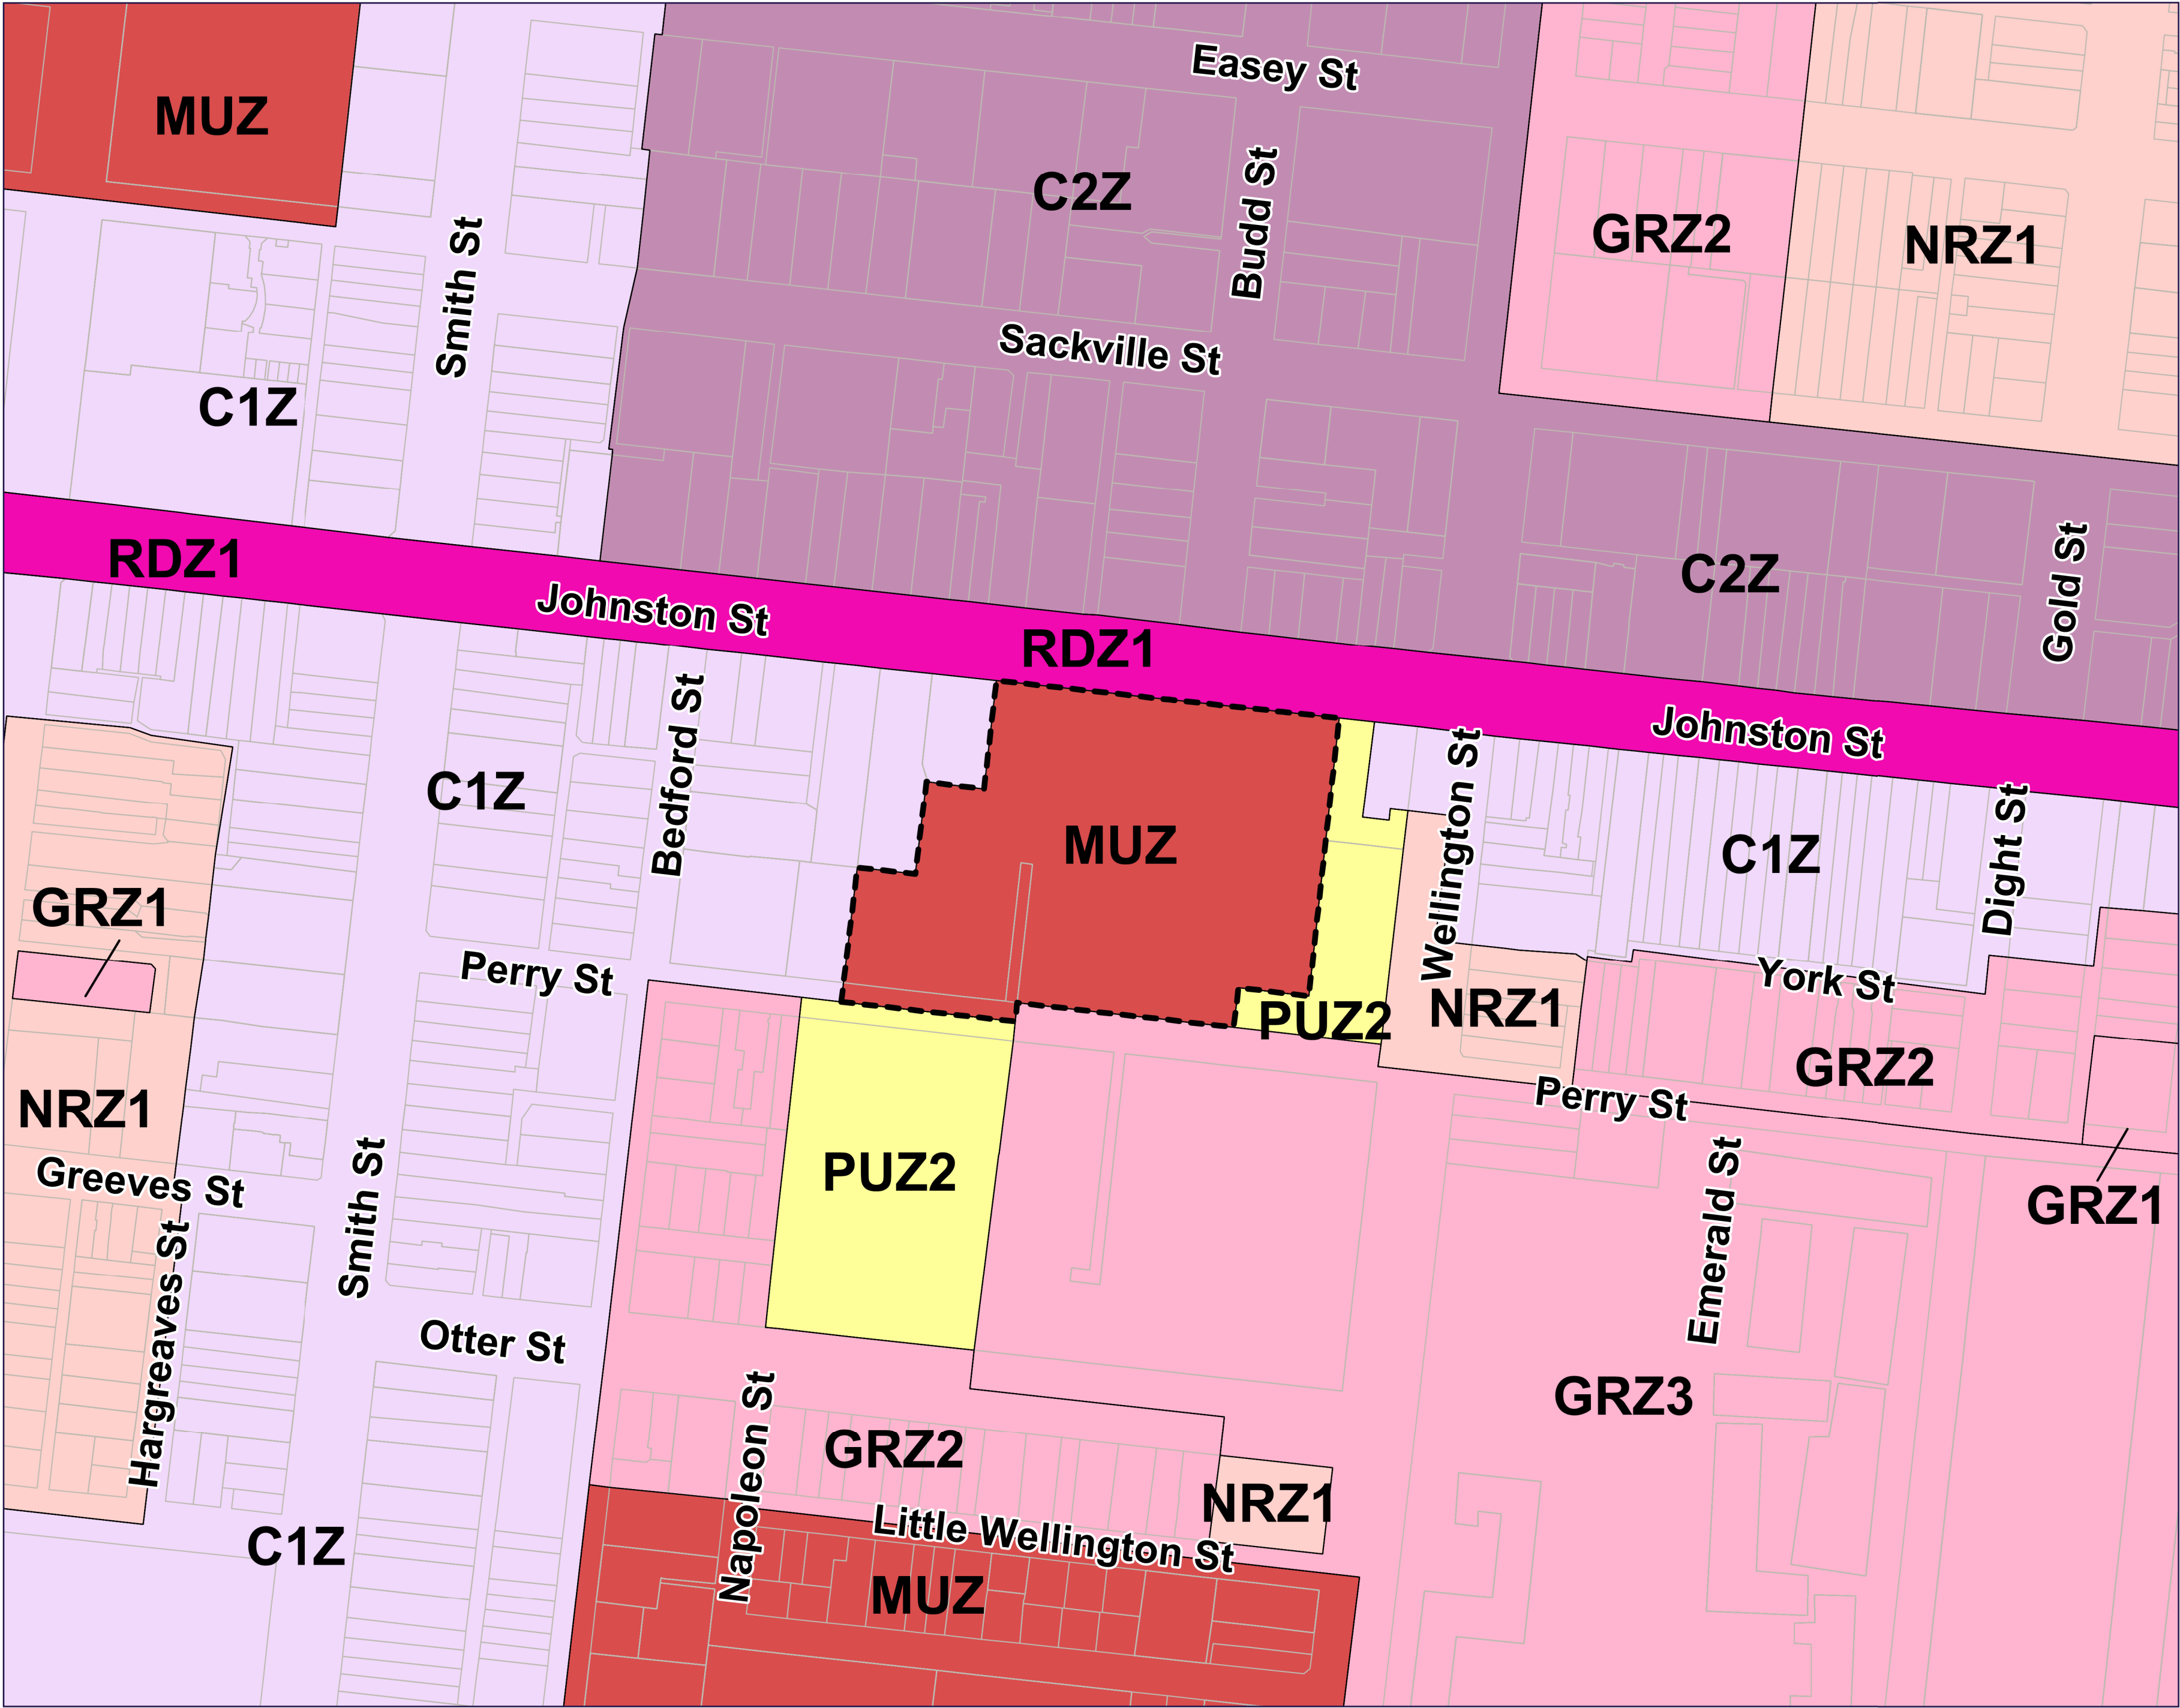 Easey St
MUZ
C2Z
Budd St
GRZ2
NRZ1
Smith St
Sackville St
C1Z
RDZ1
C2Z
Gold St
Johnston St
RDZ1
Johnston St
Bedford St
C1Z
MUZ
Wellington St
C1Z
Dight St
GRZ1
Perry St
PUZ2
NRZ1
York St
NRZ1
GRZ2
Perry St
Greeves St
PUZ2
Smith St
Emerald St
GRZ1
Hargreaves St
Otter St
GRZ3
Napoleon St
GRZ2
NRZ1
C1Z
Little Wellington St
MUZ